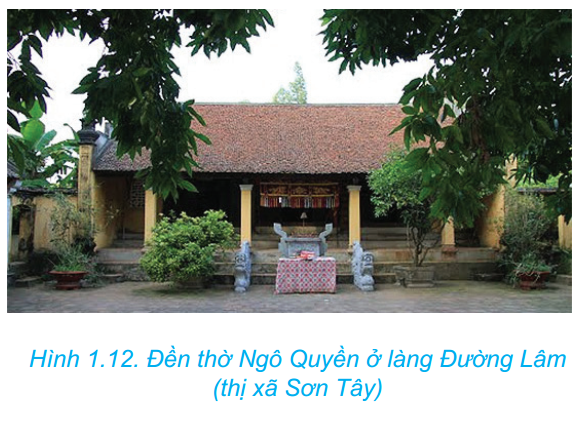 Hình 1.12. Đền thờ Ngô Quyền ở làng Đường Lâm
(thị xã Sơn Tây)